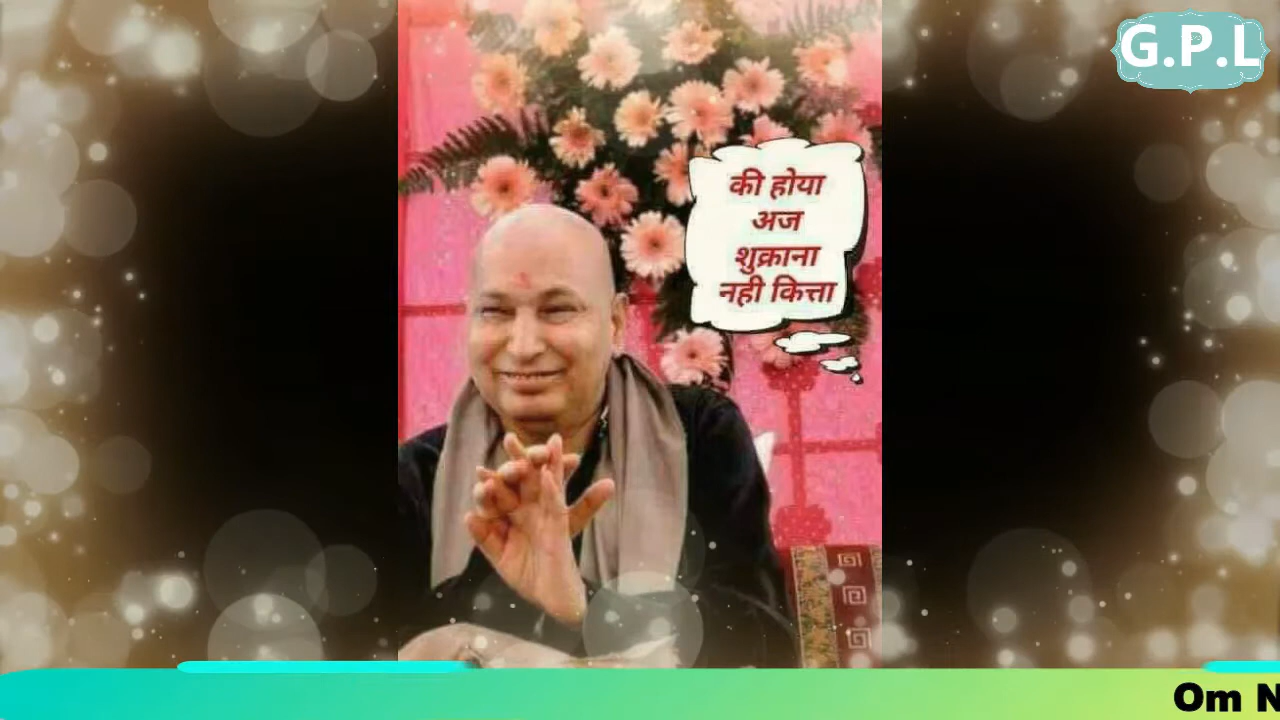 G.P.L
की होया
अज
शुक्राना
नही कित्ता
Om N